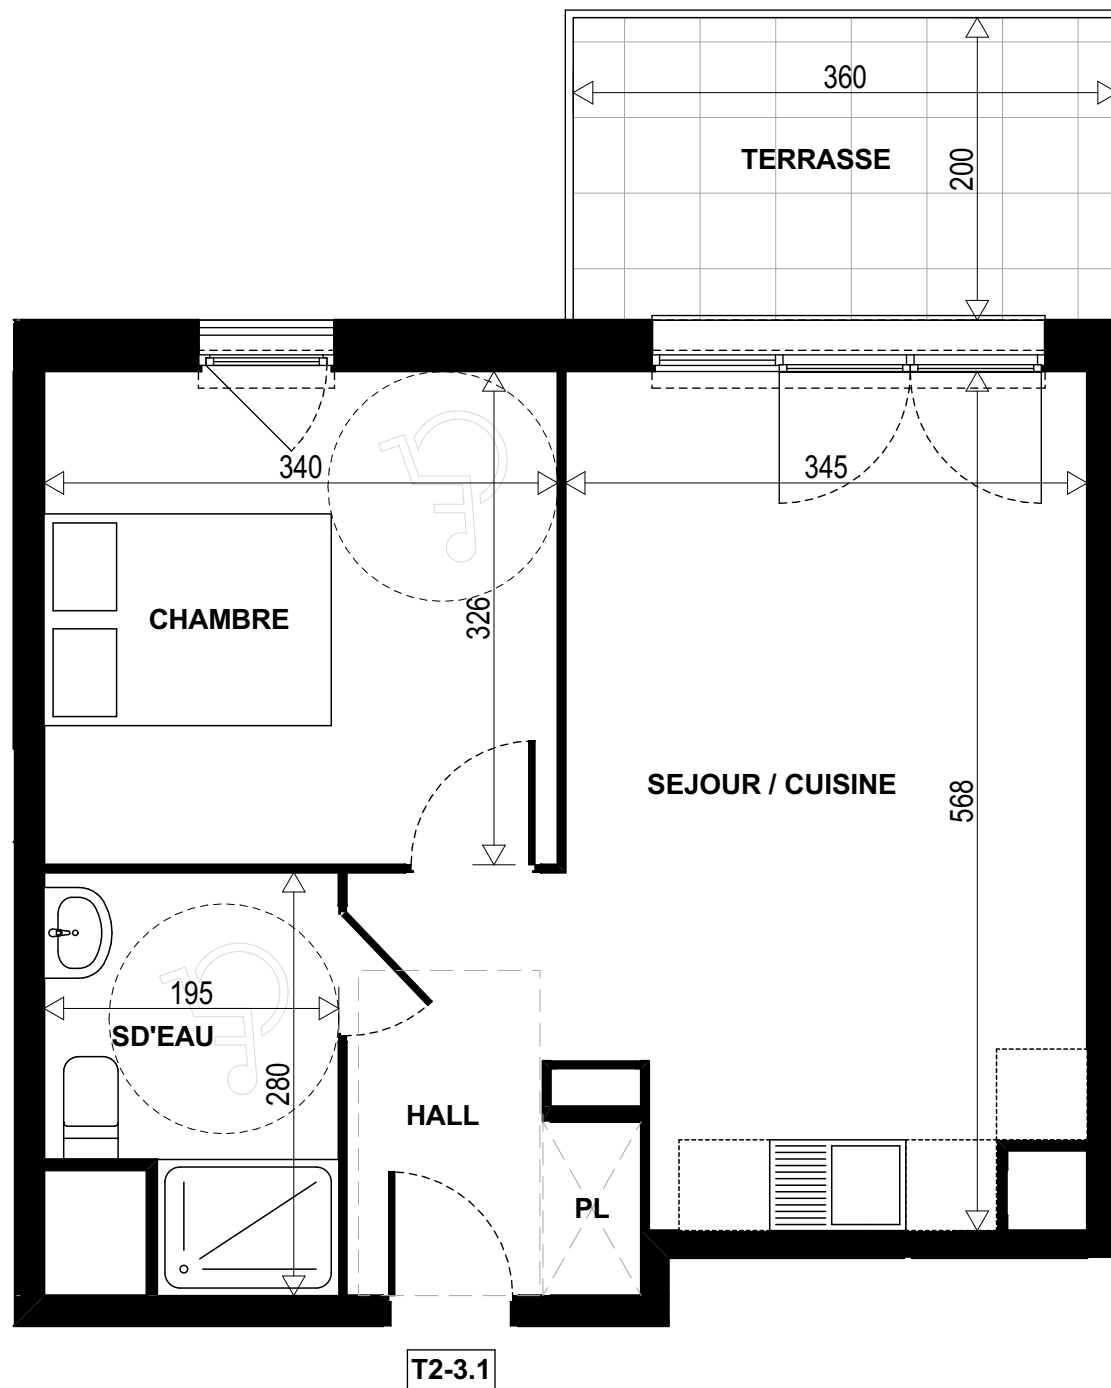 360
TERRASSE
200
340
345
CHAMBRE
326
SEJOUR / CUISINE
568
195
SD'EAU
280
HALL
PL
T2-3.1